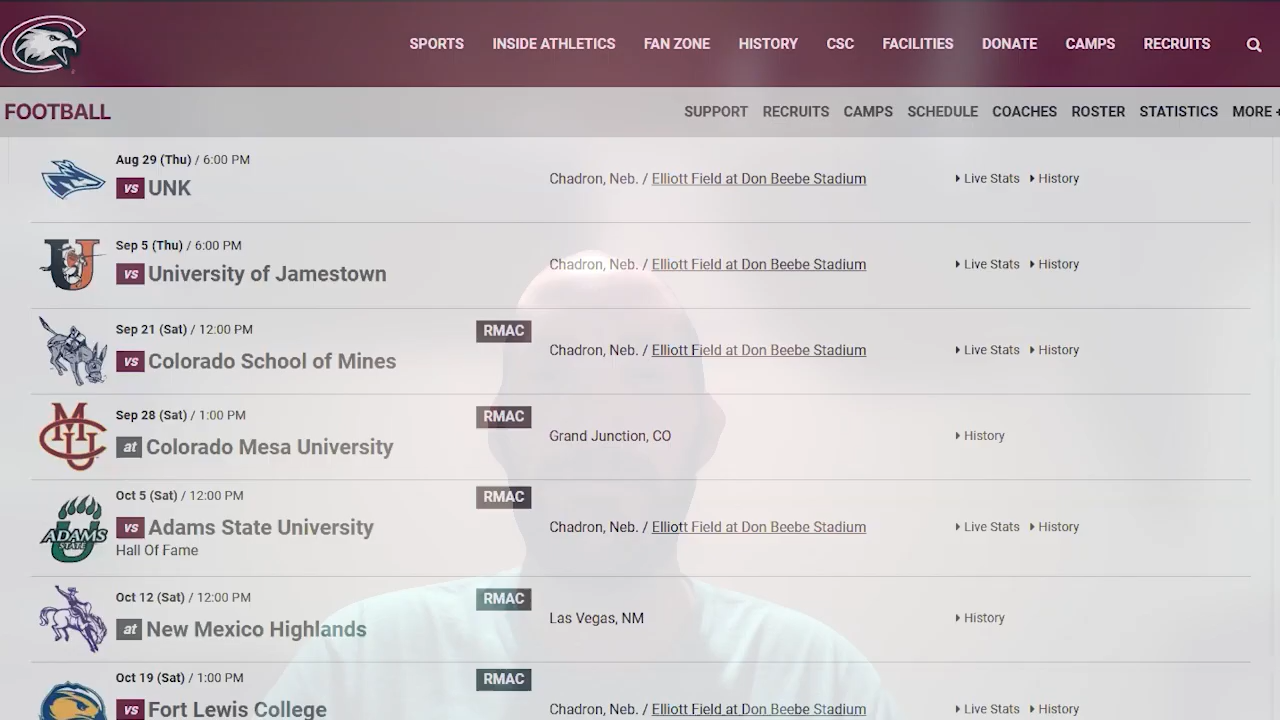 SPORTS INSIDE ATHLETICS FAN ZONE HISTORY CSC FACILITIES DONATE CAMPS RECRUITS
FOOTBALL SUPPORT RECRUITS CAMPS SCHEDULE COACHES ROSTER STATISTICS MORE +
Aug 29 (Thu) / 6:00 PM
vs UNK
Chadron, Neb. / Elliott Field at Don Beebe Stadium
Live Stats History
Sep 5 (Thu) / 6:00 PM
vs University of Jamestown
Chadron, Neb. / Elliott Field at Don Beebe Stadium
Live Stats History
Sep 21 (Sat) / 12:00 PM
vs Colorado School of Mines
RMAC
Chadron, Neb. / Elliott Field at Don Beebe Stadium
Live Stats History
Sep 28 (Sat) / 1:00 PM
at Colorado Mesa University
RMAC
Grand Junction, CO
History
Oct 5 (Sat) / 12:00 PM
ADAMS
STATE
vs Adams State University
Hall Of Fame
RMAC
Chadron, Neb. / Elliott Field at Don Beebe Stadium
Live Stats History
Oct 12 (Sat) / 12:00 PM
at New Mexico Highlands
RMAC
Las Vegas, NM
History
Oct 19 (Sat) / 1:00 PM
vs Fort Lewis College
RMAC
Chadron, Neb. / Elliott Field at Don Beebe Stadium
Live Stats History